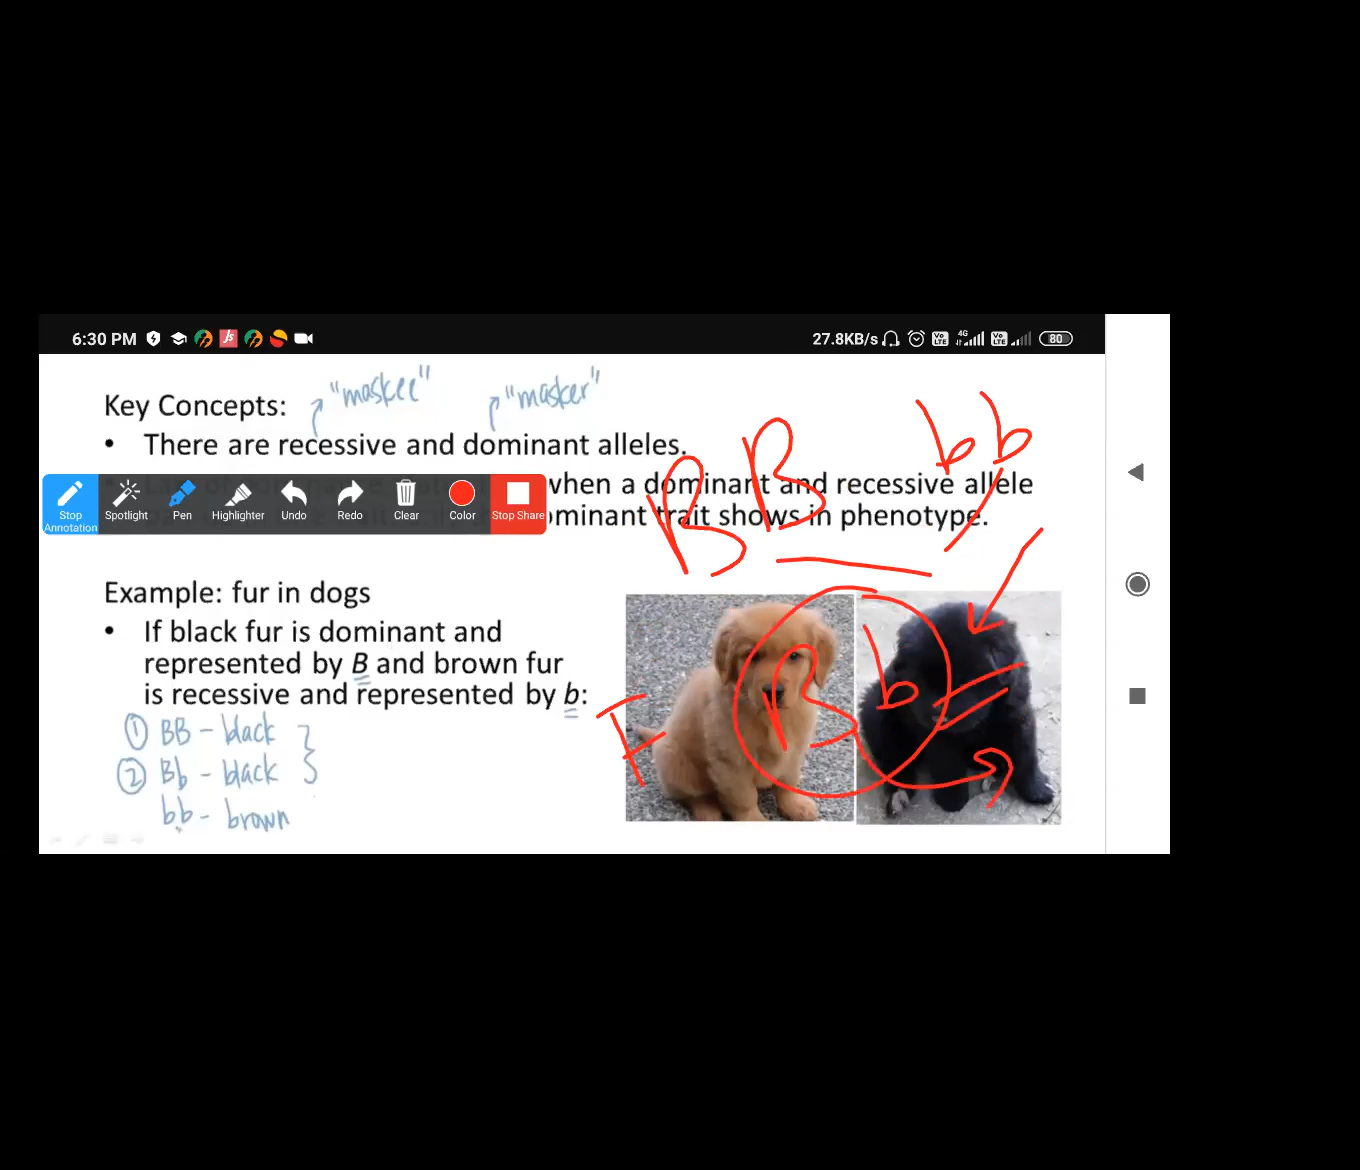 6:30 PM 27.8KB/s 4G 80
"maskee" "masker"
Key Concepts:
• There are recessive and dominant alleles.
when a dominant and recessive allele
ominant trait shows in phenotype.
Stop Annotation Spotlight Pen Highlighter Undo Redo Clear Color Stop Share
B B bb
Example: fur in dogs
• If black fur is dominant and
represented by B and brown fur
is recessive and represented by b:
① BB - black
② Bb - black
bb - brown
F
B b